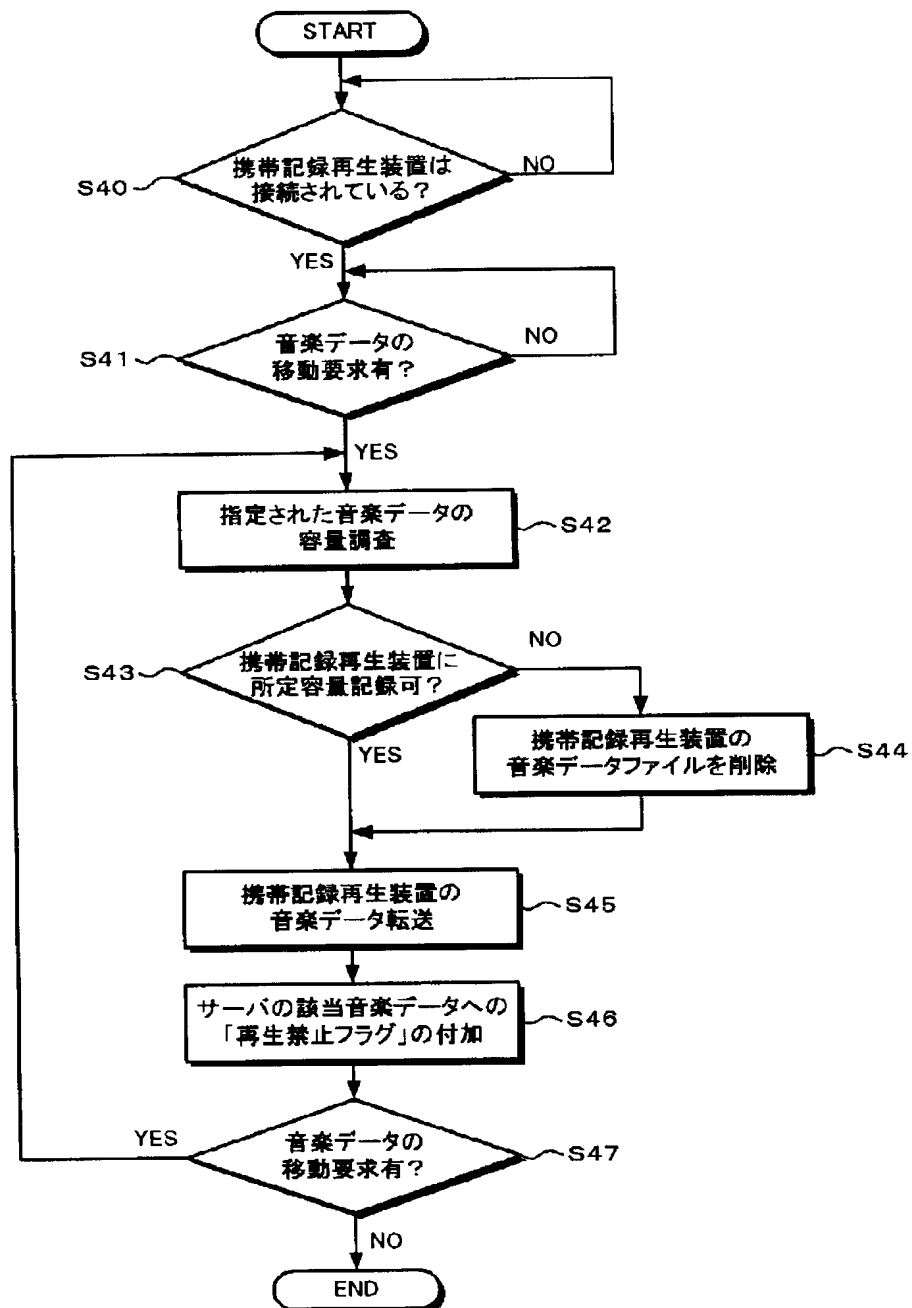 START
携帯記録再生装置は
接続されている？
S40
NO
YES
音楽データの
移動要求有？
S41
NO
YES
指定された音楽データの
容量調査
S42
携帯記録再生装置に
所定容量記録可？
S43
NO
YES
携帯記録再生装置の
音楽データファイルを削除
S44
携帯記録再生装置の
音楽データ転送
S45
サーバの該当音楽データへの
「再生禁止フラグ」の付加
S46
YES
音楽データの
移動要求有？
S47
NO
END